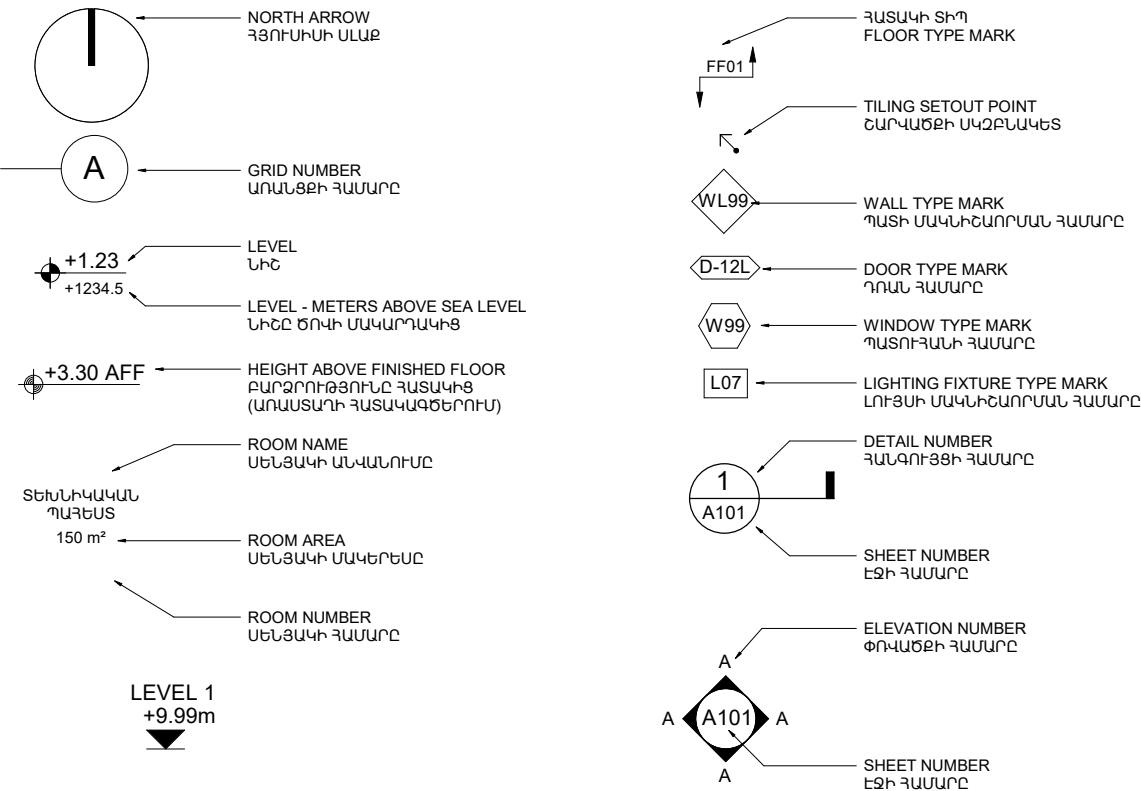 NORTH ARROW
ՀՅՈՒՍԻՍԻ ՍԼԱՔ
A
GRID NUMBER
ԱՌԱՆՑՔԻ ՀԱՄԱՐԸ
+1.23
+1234.5
LEVEL
ՆԻՇ
LEVEL - METERS ABOVE SEA LEVEL
ՆԻՇԸ ԾՈՎԻ ՄԱԿԱՐԴԱԿԻՑ
+3.30 AFF
HEIGHT ABOVE FINISHED FLOOR
ԲԱՐՁՐՈՒԹՅՈՒՆԸ ՀԱՏԱԿԻՑ
(ԱՌԱՍՏԱՂԻ ՀԱՏԱԿԱԳԾԵՐՈՒՄ)
ROOM NAME
ՍԵՆՅԱԿԻ ԱՆՎԱՆՈՒՄԸ
ՏԵԽՆԻԿԱԿԱՆ
ՊԱՀԵՍՏ
150 m²
ROOM AREA
ՍԵՆՅԱԿԻ ՄԱԿԵՐԵՍԸ
ROOM NUMBER
ՍԵՆՅԱԿԻ ՀԱՄԱՐԸ
LEVEL 1
+9.99m
ՀԱՏԱԿԻ ՏԻՊ
FLOOR TYPE MARK
FF01
TILING SETOUT POINT
ՇԱՐՎԱԾՔԻ ՍԿԶԲՆԱԿԵՏ
WL99
WALL TYPE MARK
ՊԱՏԻ ՄԱԿՆԻՇԱՈՐՄԱՆ ՀԱՄԱՐԸ
D-12L
DOOR TYPE MARK
ԴՌԱՆ ՀԱՄԱՐԸ
W99
WINDOW TYPE MARK
ՊԱՏՈՒՀԱՆԻ ՀԱՄԱՐԸ
L07
LIGHTING FIXTURE TYPE MARK
ԼՈՒՅՍԻ ՄԱԿՆԻՇԱՈՐՄԱՆ ՀԱՄԱՐԸ
DETAIL NUMBER
ՀԱՆԳՈՒՅՑԻ ՀԱՄԱՐԸ
1
A101
SHEET NUMBER
ԷՋԻ ՀԱՄԱՐԸ
ELEVATION NUMBER
ՓՌՎԱԾՔԻ ՀԱՄԱՐԸ
A
A A101 A
A
SHEET NUMBER
ԷՋԻ ՀԱՄԱՐԸ